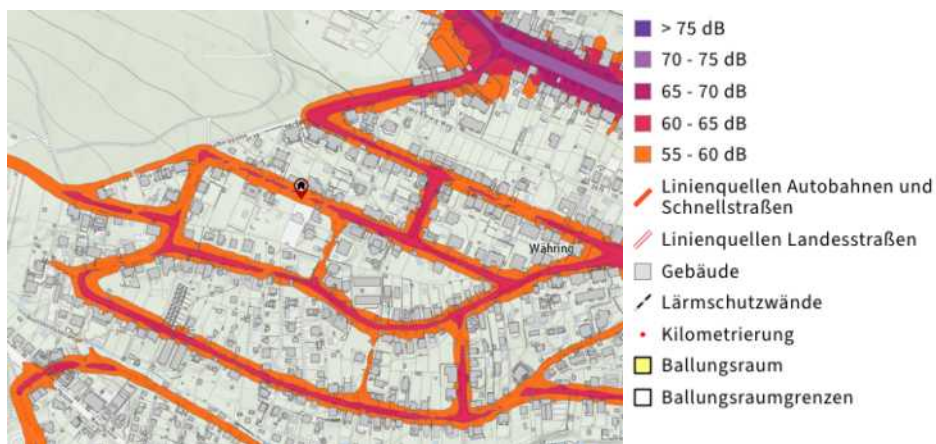 > 75 dB
70 - 75 dB
65 - 70 dB
60 - 65 dB
55 - 60 dB
Linienquellen Autobahnen und
Schnellstraßen
Linienquellen Landesstraßen
Gebäude
Lärmschutzwände
Kilometrierung
Ballungsraum
Ballungsraumgrenzen
Währing